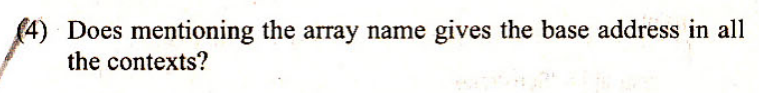 (4) Does mentioning the array name gives the base address in all
the contexts?